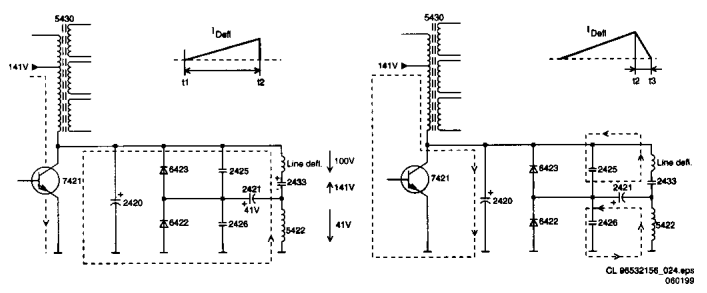 5430
I Defl
141V
t1
t2
6423
2425
Line defl.
100V
2433
7421
141V
2420
2421
41V
6422
2426
41V
5422
5430
I Defl
141V
t2
t3
6423
2425
Line defl.
2433
7421
2420
2421
6422
2426
5422
CL 96532156_024.eps
060199